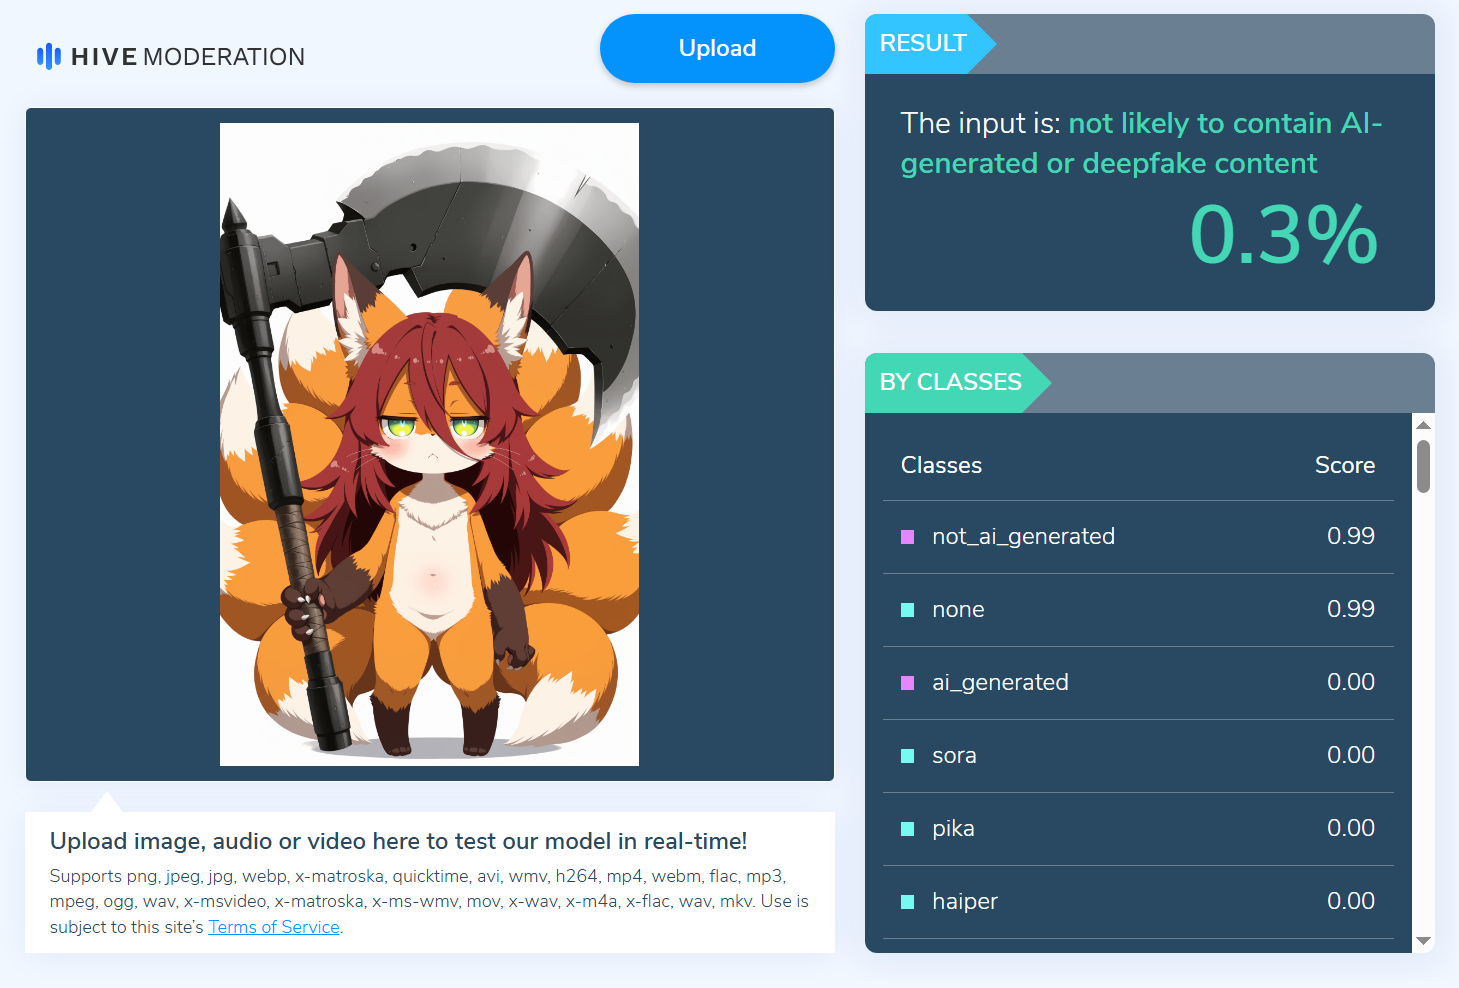 HIVE MODERATION
Upload
Upload image, audio or video here to test our model in real-time!
Supports png, jpeg, jpg, webp, x-matroska, quicktime, avi, wmv, h264, mp4, webm, flac, mp3,
mpeg, ogg, wav, x-msvideo, x-matroska, x-ms-wmv, mov, x-wav, x-m4a, x-flac, wav, mkv. Use is
subject to this site's Terms of Service.
RESULT
The input is: not likely to contain AI-
generated or deepfake content
0.3%
BY CLASSES
Classes Score
not_ai_generated 0.99
none 0.99
ai_generated 0.00
sora 0.00
pika 0.00
haiper 0.00